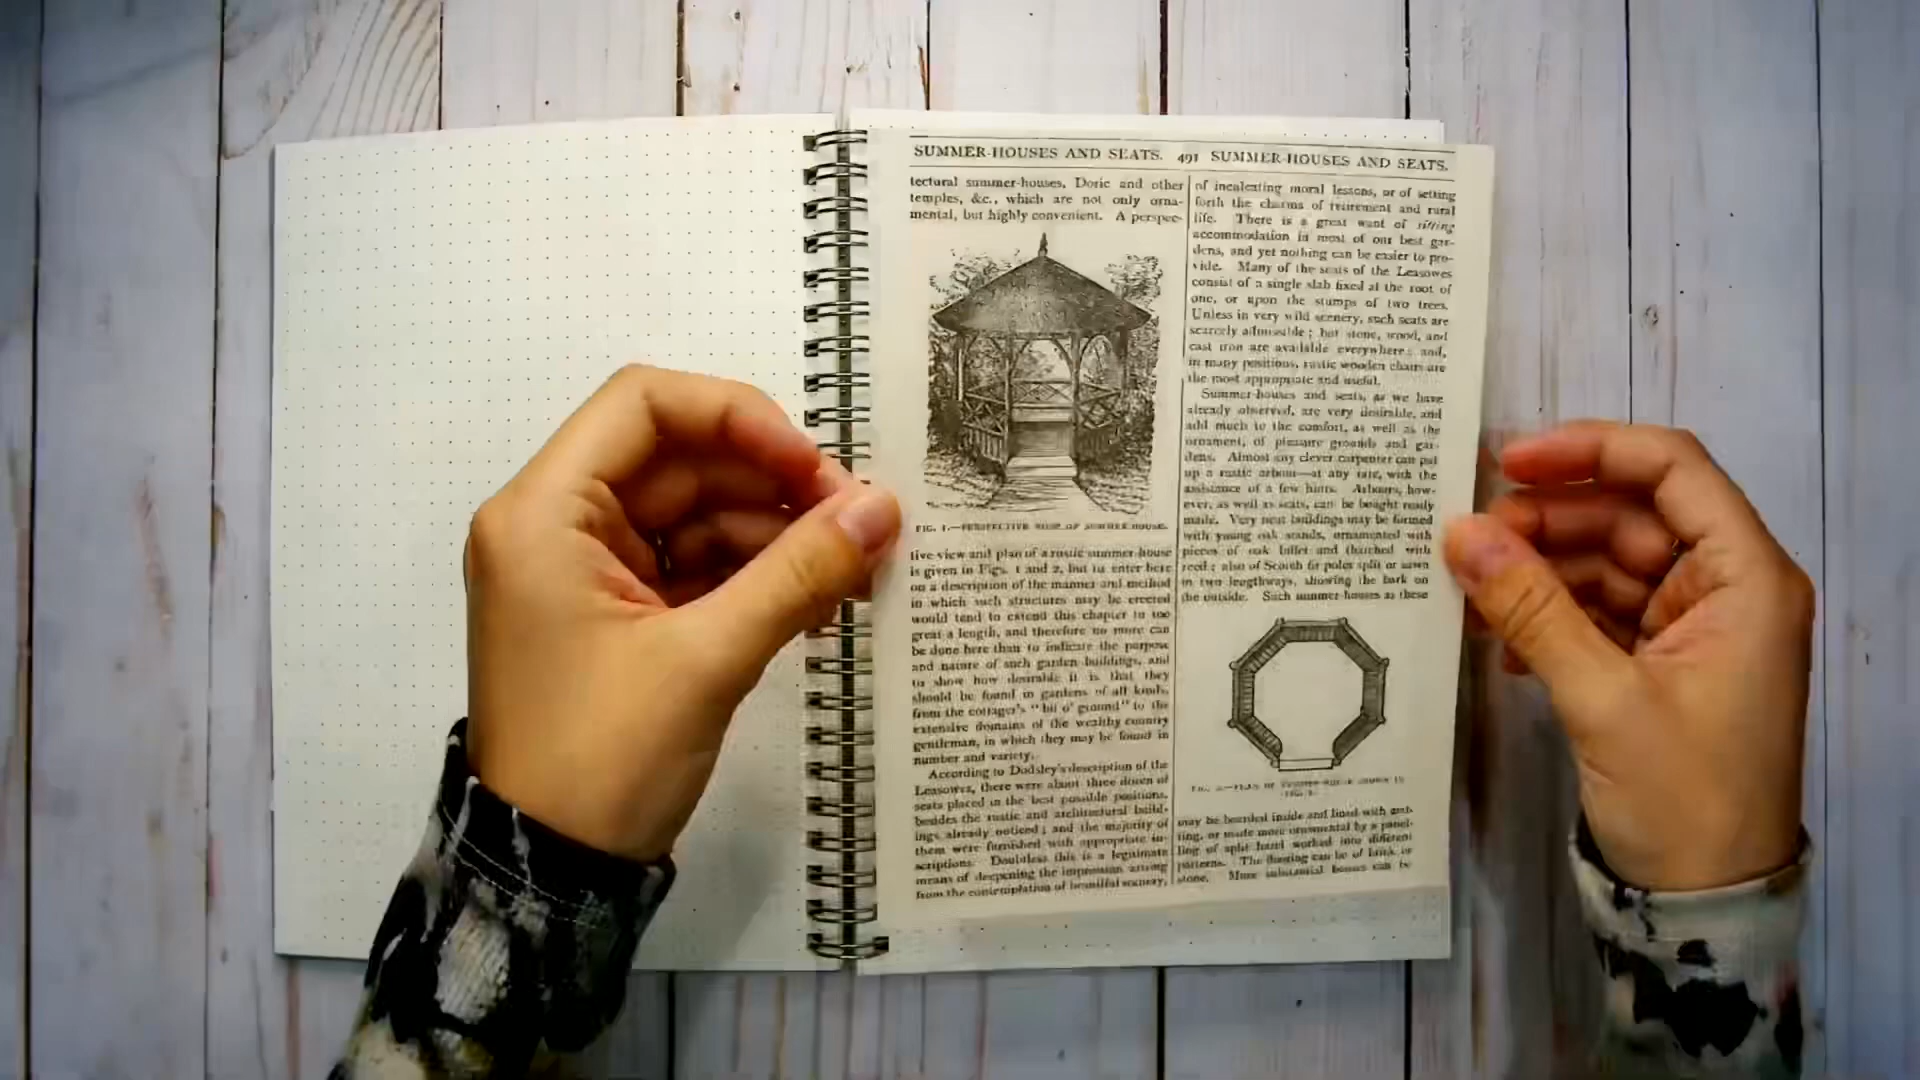 SUMMER-HOUSES AND SEATS. 491 SUMMER-HOUSES AND SEATS.
tectural summer-houses, Doric and other
temples, &c., which are not only orna-
mental, but highly convenient. A perspec-
FIG. 1.—PERSPECTIVE VIEW OF SUMMER-HOUSE.
tive view and plan of a rustic summer-house
is given in Figs. 1 and 2, but to enter here
on a description of the manner and method
in which such structures may be erected
would tend to extend this chapter to too
great a length, and therefore no more can
be done here than to indicate the purpose
and nature of such garden buildings, and
to show how desirable it is that they
should be found in gardens of all kinds,
from the cottager's "bit o' ground" to the
extensive domains of the wealthy country
gentleman, in which they may be found in
number and variety.
According to Dodsley's description of the
Leasowes, there were about three dozen of
seats placed in the best possible positions,
besides the rustic and architectural build-
ings already noticed; and the majority of
them were furnished with appropriate in-
scriptions. Doubtless this is a legitimate
means of deepening the impression arising
from the contemplation of beautiful scenery,
of inculcating moral lessons, or of setting
forth the charms of retirement and rural
life. There is a great want of sitting
accommodation in most of our best gar-
dens, and yet nothing can be easier to pro-
vide. Many of the seats of the Leasowes
consist of a single slab fixed at the root of
one, or upon the stumps of two trees.
Unless in very wild scenery, such seats are
scarcely admissible; but stone, wood, and
cast iron are available everywhere; and,
in many positions, rustic wooden chairs are
the most appropriate and useful.
Summer-houses and seats, as we have
already observed, are very desirable, and
add much to the comfort, as well as the
ornament, of pleasure grounds and gar-
dens. Almost any clever carpenter can put
up a rustic arbour—at any rate, with the
assistance of a few hints. Arbours, how-
ever, as well as seats, can be bought ready
made. Very neat buildings may be formed
with young oak stands, ornamented with
pieces of oak billet and thatched with
reed; also of Scotch fir poles split or sawn
in two lengthways, showing the bark on
the outside. Such summer-houses as these
FIG. 2.—PLAN OF SUMMER-HOUSE SHOWN IN
FIG. 1.
may be boarded inside and lined with mat-
ting, or made more ornamental by a panel-
ling of split hazel worked into different
patterns. The flooring can be of brick or
stone. More substantial houses can be